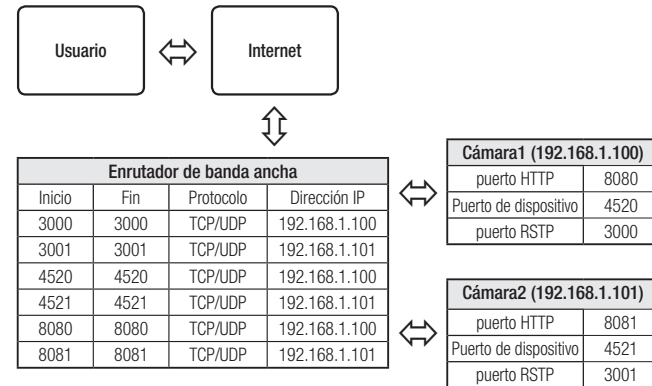 Usuario
Internet
Enrutador de banda ancha
Inicio Fin Protocolo Dirección IP
3000 3000 TCP/UDP 192.168.1.100
3001 3001 TCP/UDP 192.168.1.101
4520 4520 TCP/UDP 192.168.1.100
4521 4521 TCP/UDP 192.168.1.101
8080 8080 TCP/UDP 192.168.1.100
8081 8081 TCP/UDP 192.168.1.101
Cámara1 (192.168.1.100)
puerto HTTP 8080
Puerto de dispositivo 4520
puerto RSTP 3000
Cámara2 (192.168.1.101)
puerto HTTP 8081
Puerto de dispositivo 4521
puerto RSTP 3001